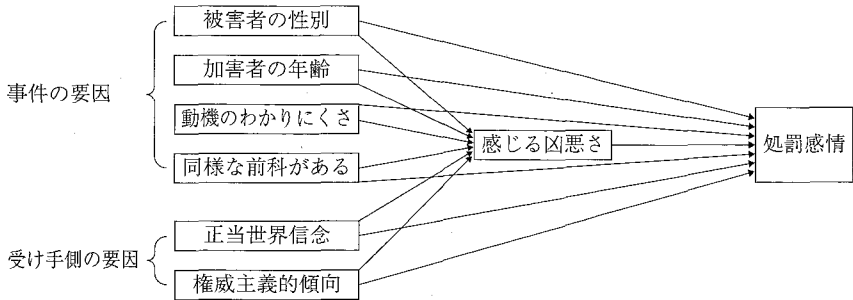 被害者の性別
加害者の年齢
事件の要因
動機のわかりにくさ
感じる凶悪さ
処罰感情
同様な前科がある
正当世界信念
受け手側の要因
権威主義的傾向